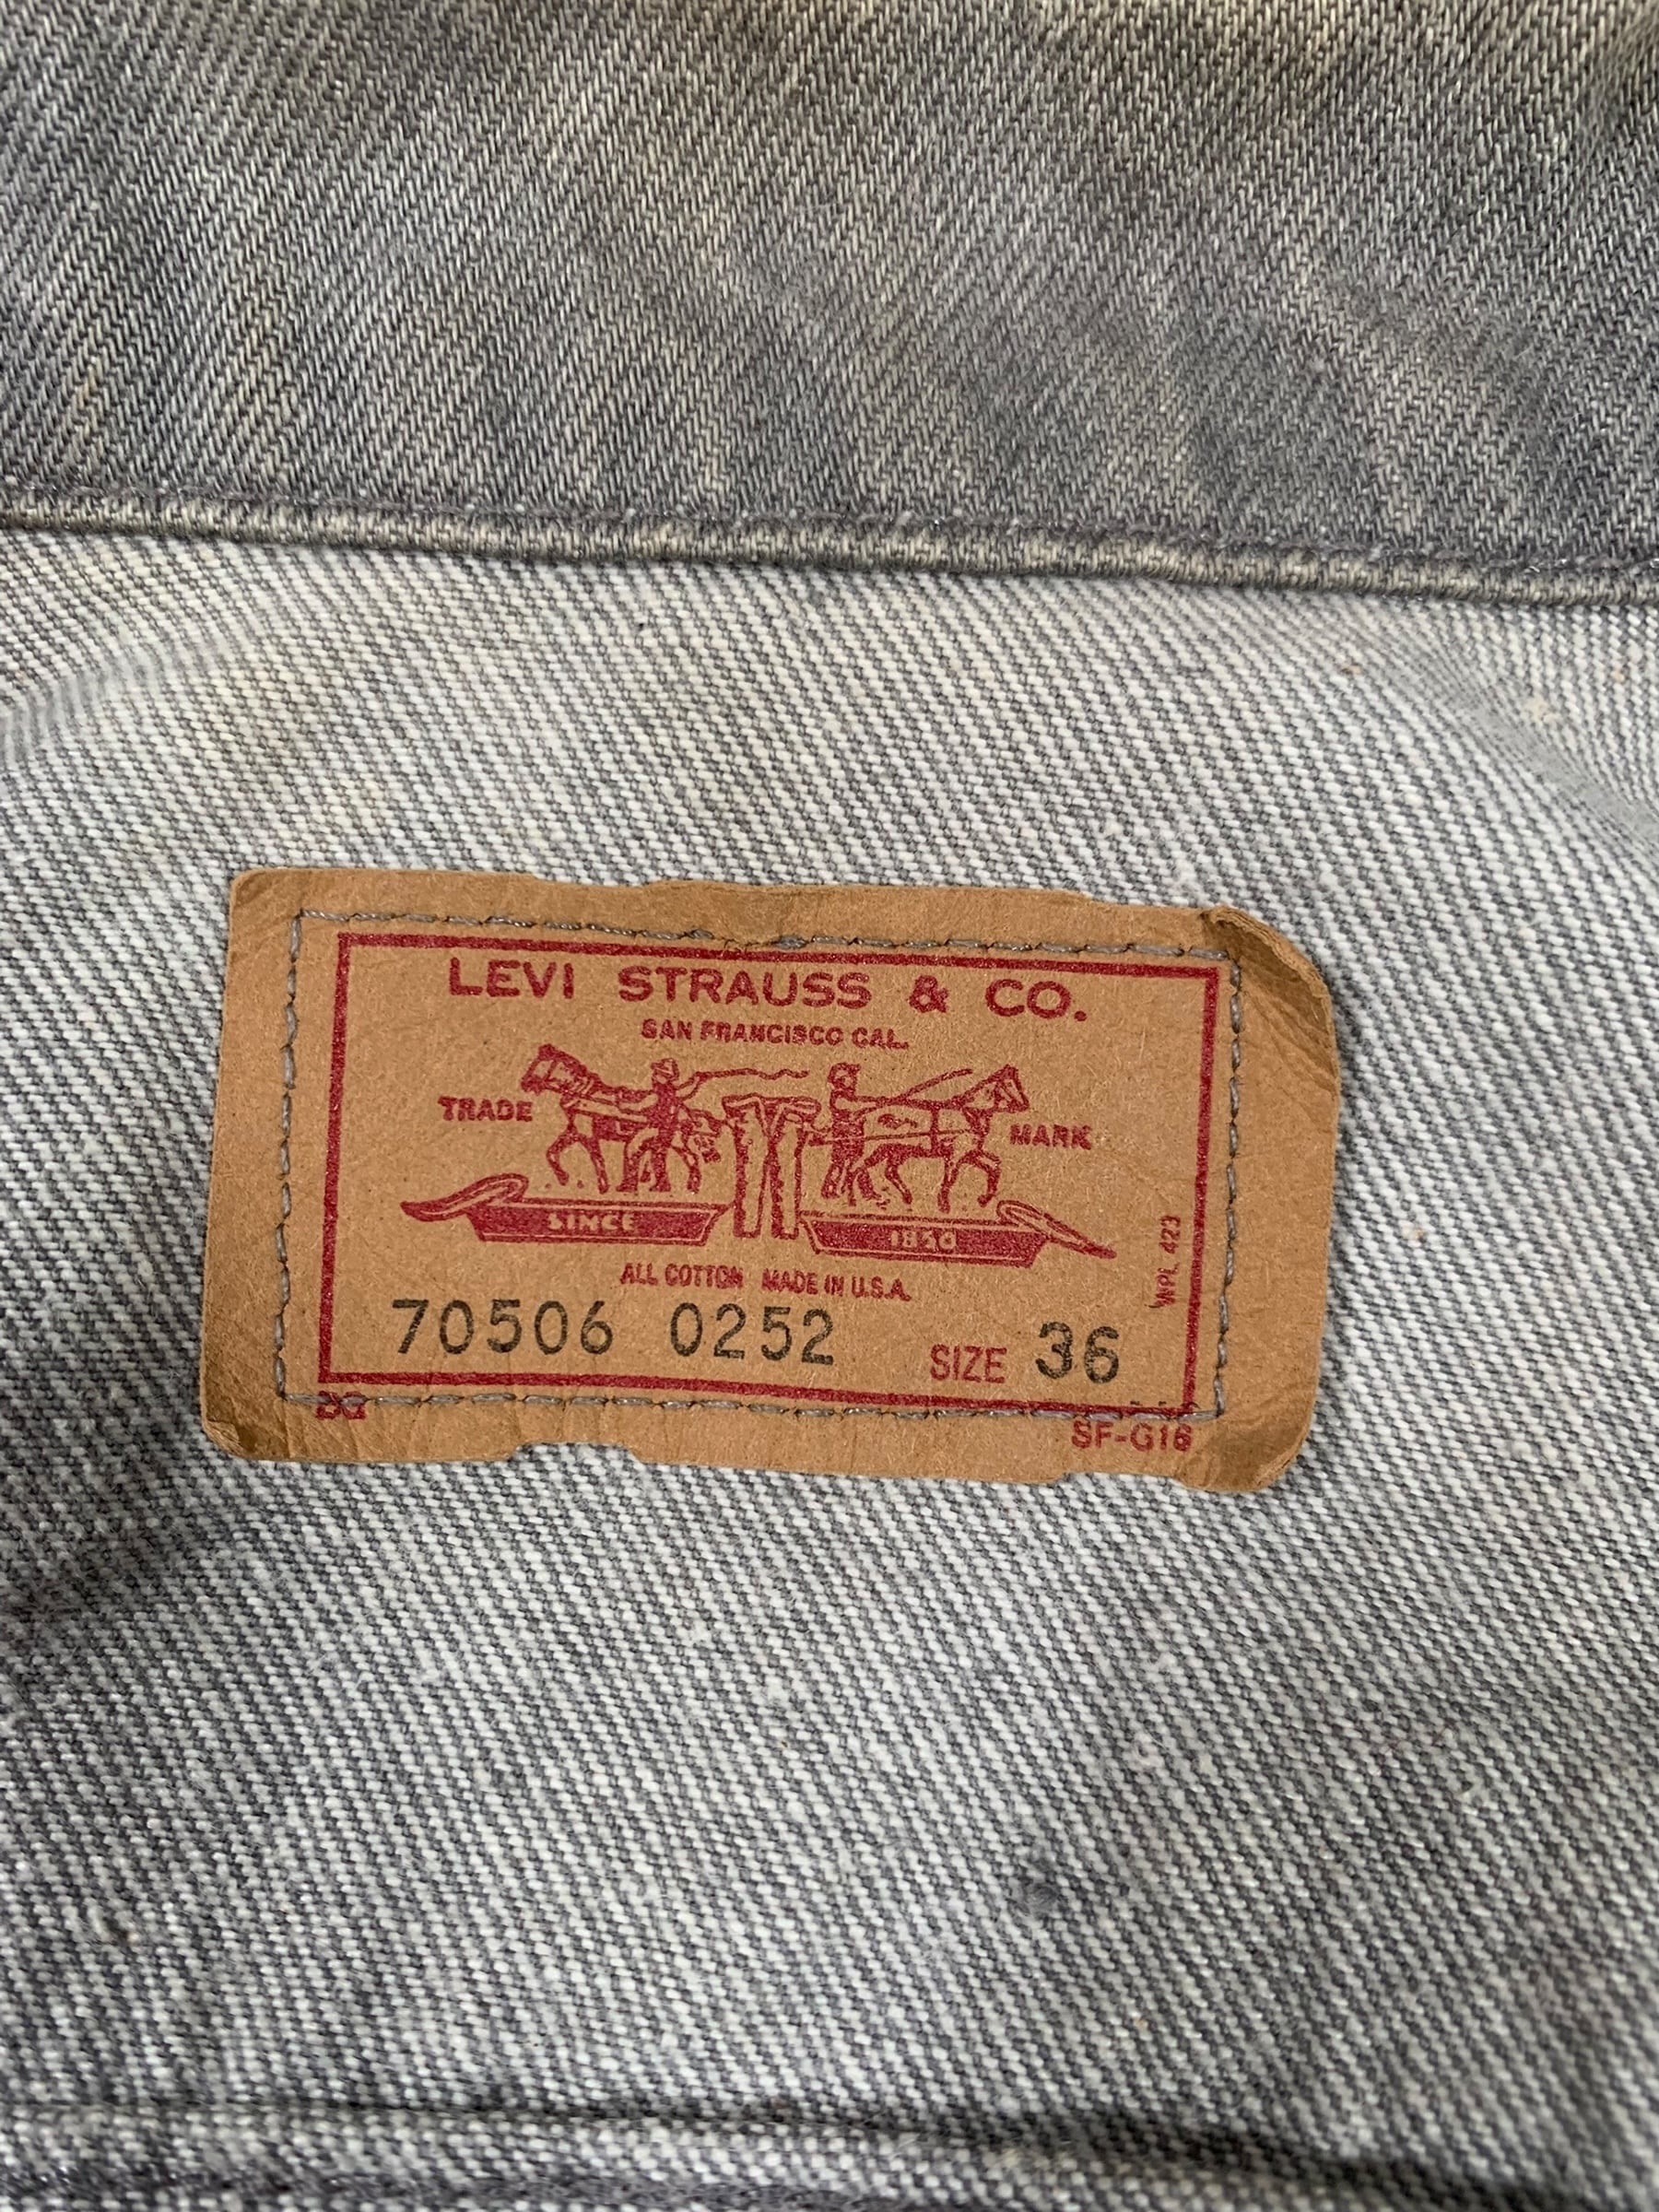 LEVI STRAUSS & CO.
SAN FRANCISCO CAL.
TRADE MARK
SINCE 1850
ALL COTTON MADE IN U.S.A.
WPL 423
70506 0252 SIZE 36
SF-G16